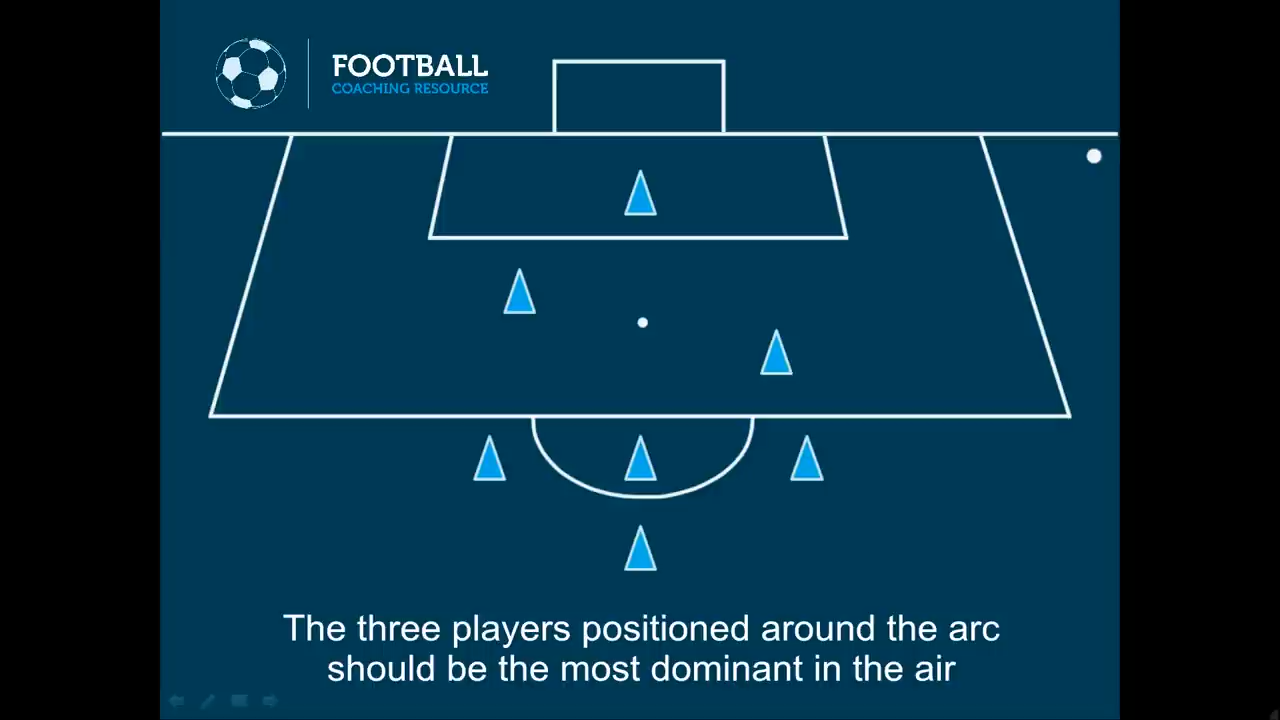 FOOTBALL
COACHING RESOURCE
The three players positioned around the arc
should be the most dominant in the air